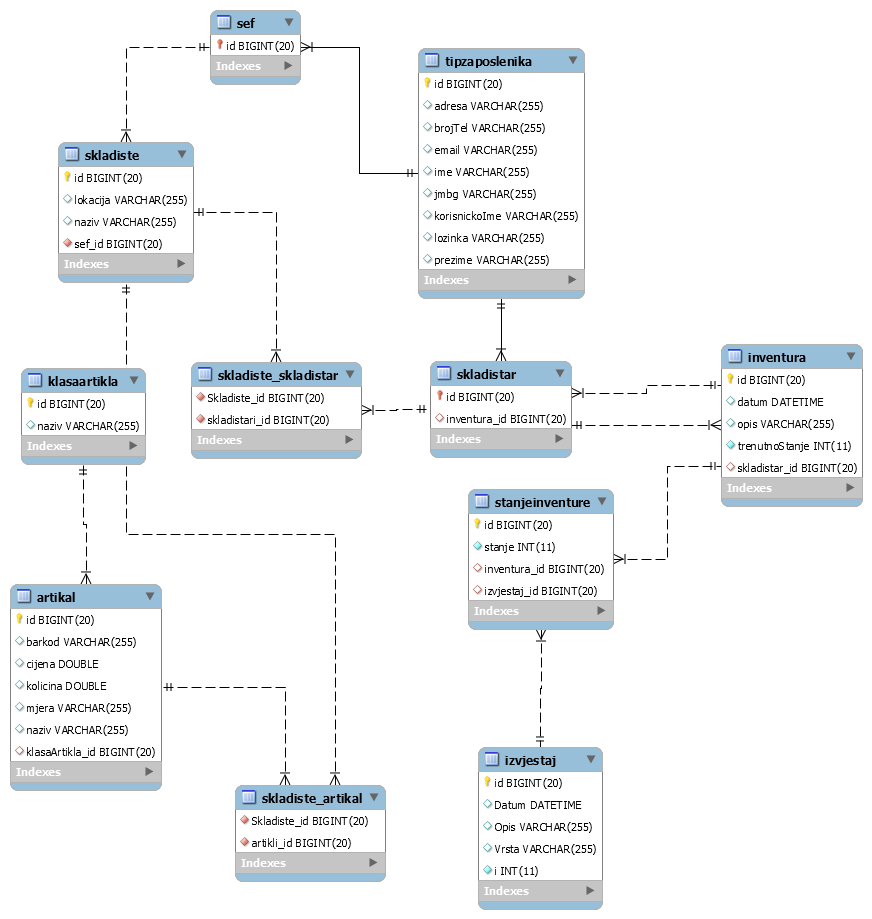 sef
id BIGINT(20)
Indexes
tipzaposlenika
id BIGINT(20)
adresa VARCHAR(255)
brojTel VARCHAR(255)
email VARCHAR(255)
ime VARCHAR(255)
jmbg VARCHAR(255)
korisnickoIme VARCHAR(255)
lozinka VARCHAR(255)
prezime VARCHAR(255)
Indexes
skladiste
id BIGINT(20)
lokacija VARCHAR(255)
naziv VARCHAR(255)
sef_id BIGINT(20)
Indexes
klasaartikla
id BIGINT(20)
naziv VARCHAR(255)
Indexes
skladiste_skladistar
Skladiste_id BIGINT(20)
skladistari_id BIGINT(20)
Indexes
skladistar
id BIGINT(20)
inventura_id BIGINT(20)
Indexes
inventura
id BIGINT(20)
datum DATETIME
opis VARCHAR(255)
trenutnoStanje INT(11)
skladistar_id BIGINT(20)
Indexes
stanjeinventure
id BIGINT(20)
stanje INT(11)
inventura_id BIGINT(20)
izvjestaj_id BIGINT(20)
Indexes
artikal
id BIGINT(20)
barkod VARCHAR(255)
cijena DOUBLE
kolicina DOUBLE
mjera VARCHAR(255)
naziv VARCHAR(255)
klasaArtikla_id BIGINT(20)
Indexes
skladiste_artikal
Skladiste_id BIGINT(20)
artikli_id BIGINT(20)
Indexes
izvjestaj
id BIGINT(20)
Datum DATETIME
Opis VARCHAR(255)
Vrsta VARCHAR(255)
i INT(11)
Indexes